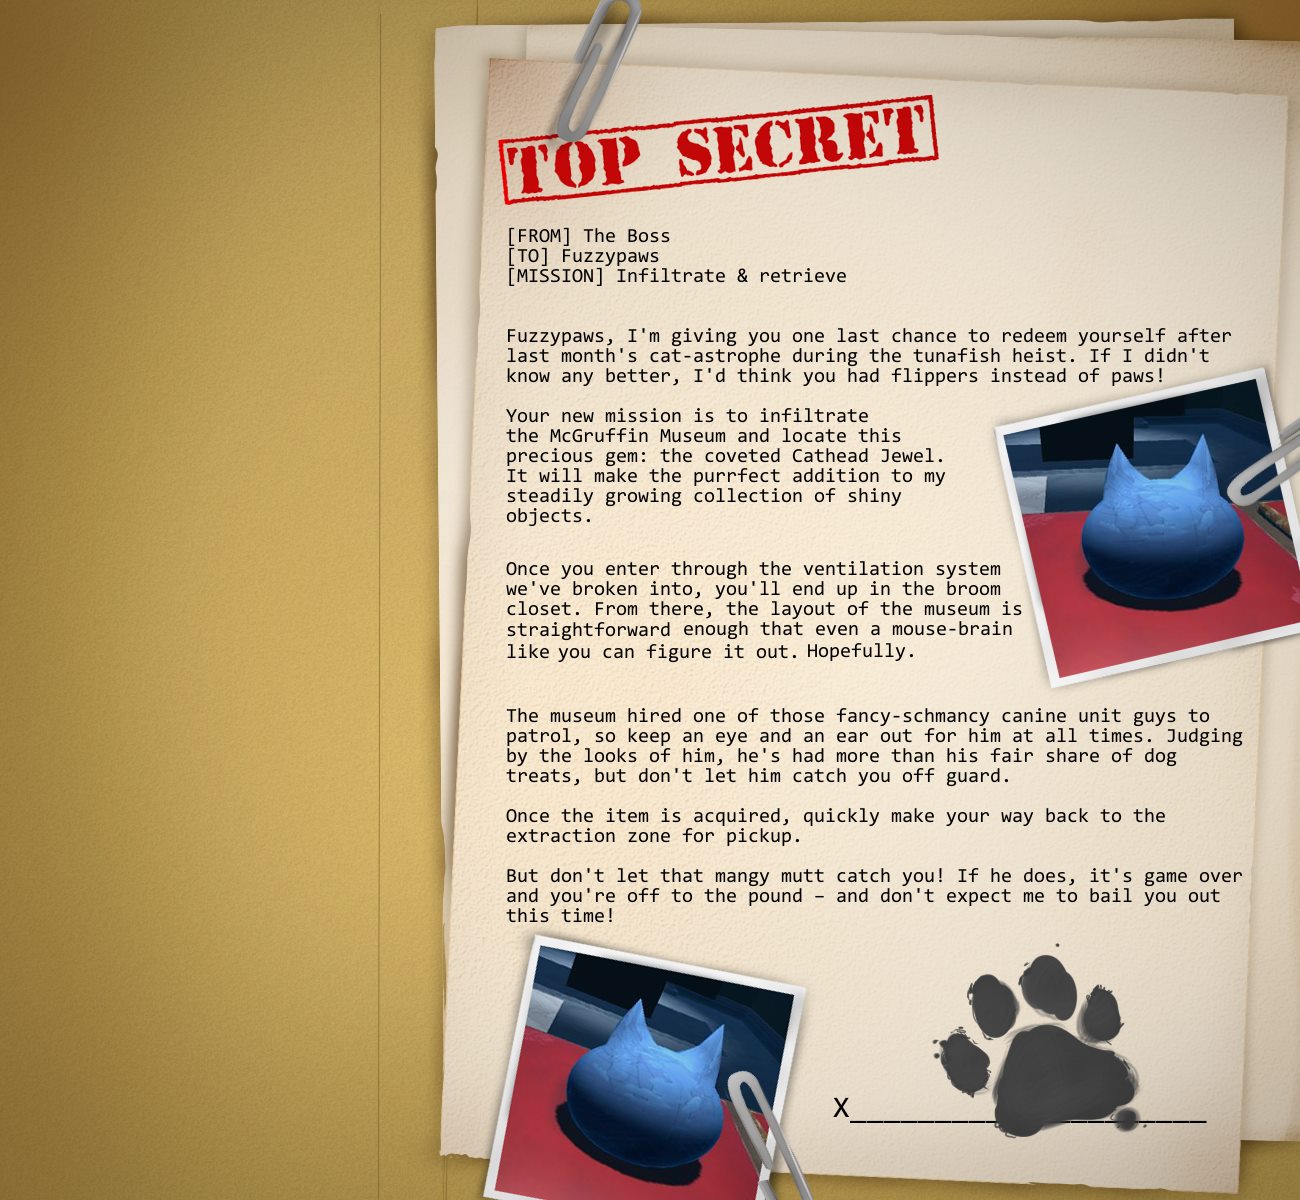 TOP SECRET
[FROM] The Boss
[TO] Fuzzypaws
[MISSION] Infiltrate & retrieve
Fuzzypaws, I'm giving you one last chance to redeem yourself after
last month's cat-astrophe during the tunafish heist. If I didn't
know any better, I'd think you had flippers instead of paws!
Your new mission is to infiltrate
the McGruffin Museum and locate this
precious gem: the coveted Cathead Jewel.
It will make the purrfect addition to my
steadily growing collection of shiny
objects.
Once you enter through the ventilation system
we've broken into, you'll end up in the broom
closet. From there, the layout of the museum is
straightforward enough that even a mouse-brain
like you can figure it out. Hopefully.
The museum hired one of those fancy-schmancy canine unit guys to
patrol, so keep an eye and an ear out for him at all times. Judging
by the looks of him, he's had more than his fair share of dog
treats, but don't let him catch you off guard.
Once the item is acquired, quickly make your way back to the
extraction zone for pickup.
But don't let that mangy mutt catch you! If he does, it's game over
and you're off to the pound – and don't expect me to bail you out
this time!
X_____________________